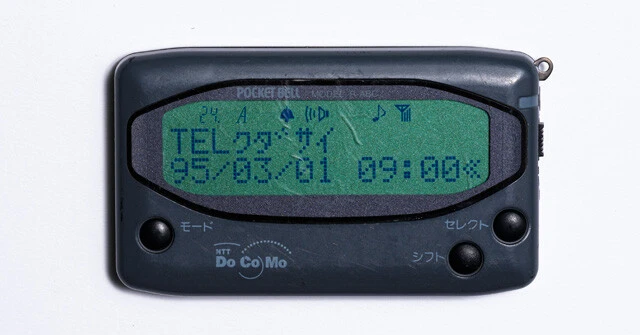 POCKET BELL
24. A
TELクダサイ
95/03/01 09:00
モード
セレクト
シフト
NTT
DoCoMo